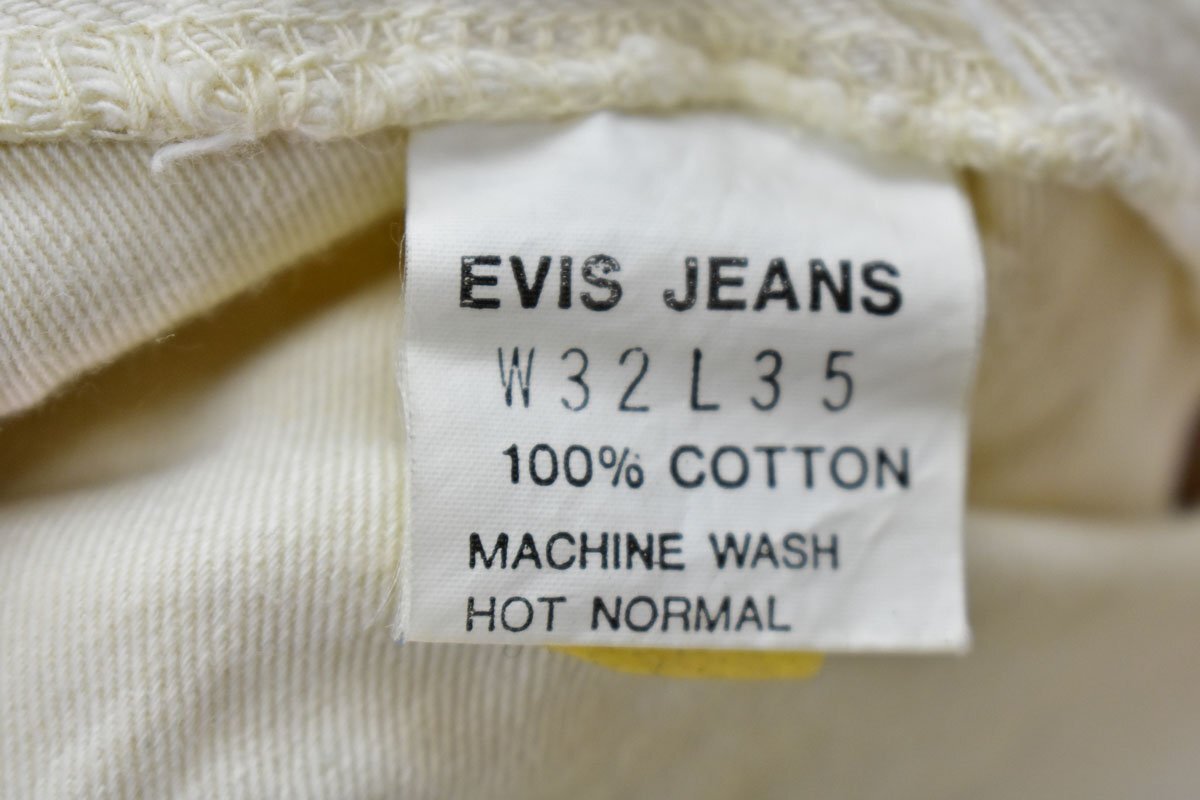 EVIS JEANS
W32L35
100% COTTON
MACHINE WASH
HOT NORMAL